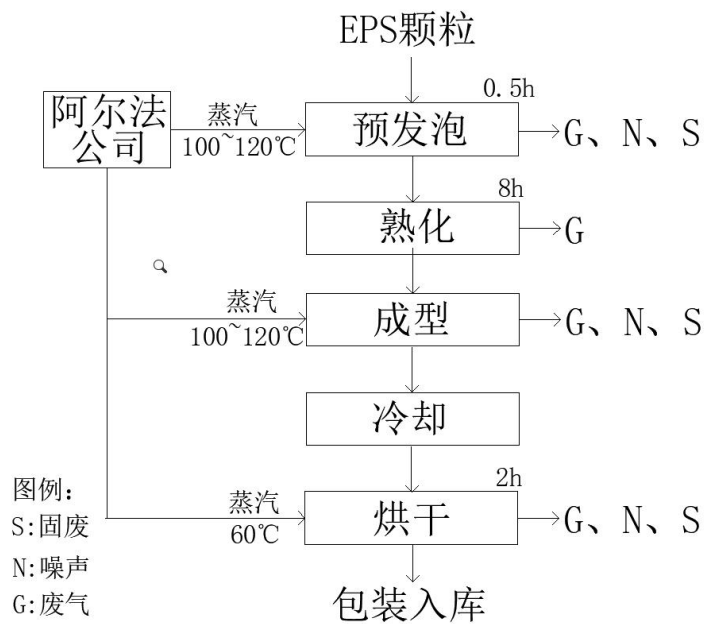 EPS颗粒
0.5h
阿尔法
公司
蒸汽
100~120℃
预发泡
G、N、S
8h
熟化
G
蒸汽
100~120℃
成型
G、N、S
冷却
2h
图例：
S:固废
N:噪声
G:废气
蒸汽
60℃
烘干
G、N、S
包装入库